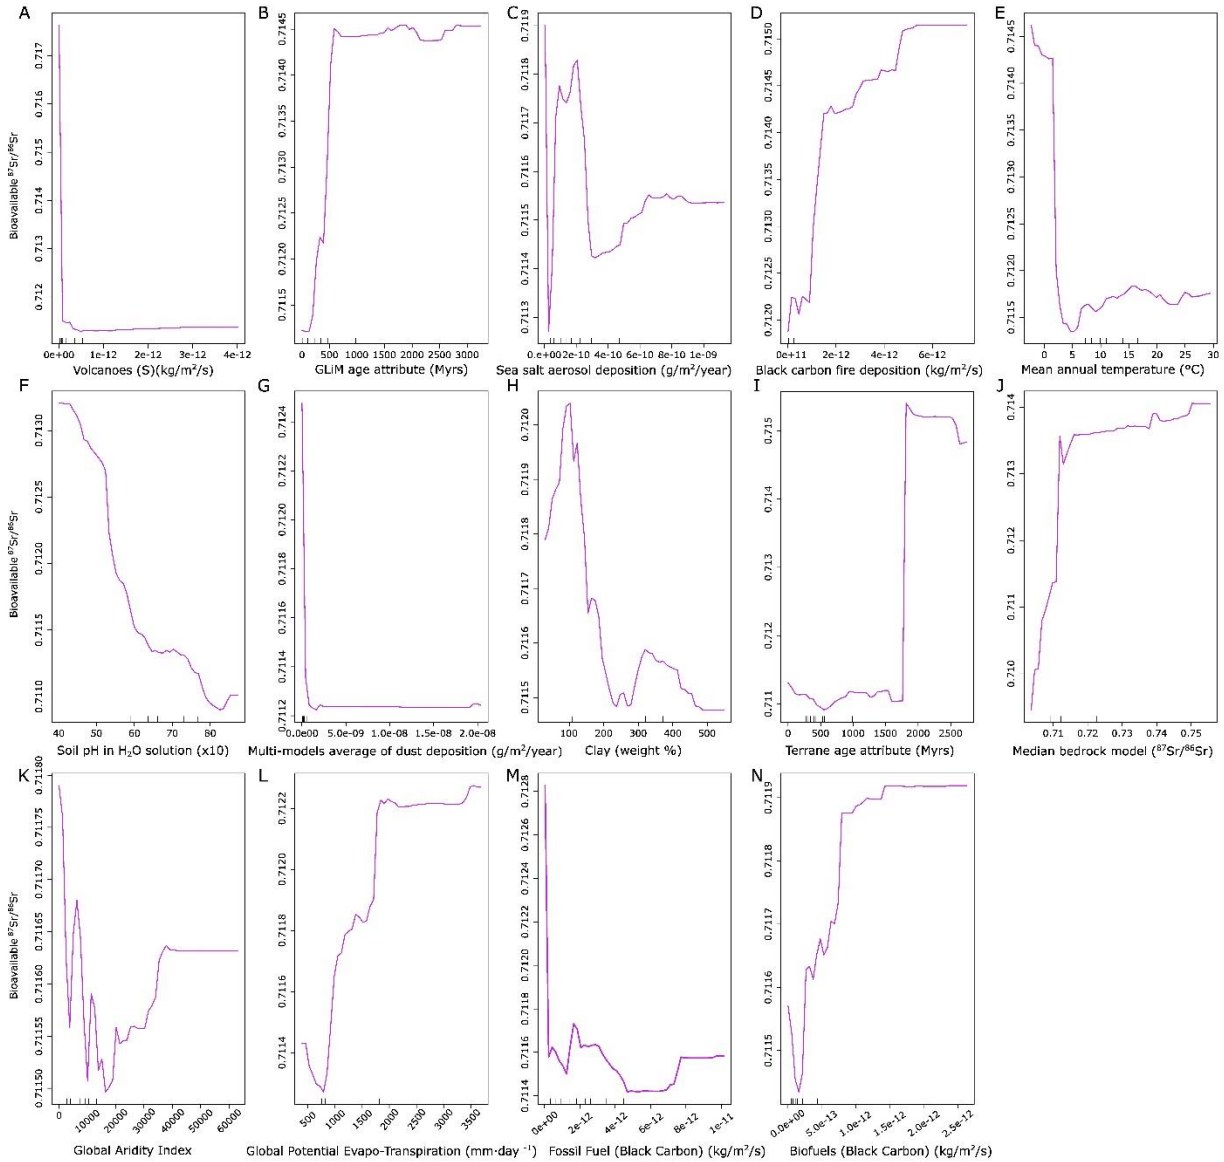 A
Bioavailable ⁸⁷Sr/⁸⁶Sr
0.717
0.716
0.715
0.714
0.713
0.712
0e+00 1e-12 2e-12 3e-12 4e-12
Volcanoes (S)(kg/m²/s)
B
0.7145
0.7140
0.7135
0.7130
0.7125
0.7120
0.7115
0 500 1000 1500 2000 2500 3000
GLiM age attribute (Myrs)
C
0.7119
0.7118
0.7117
0.7116
0.7115
0.7114
0.7113
0.e+00 2e-10 4e-10 6e-10 8e-10 1e-09
Sea salt aerosol deposition (g/m²/year)
D
0.7150
0.7145
0.7140
0.7135
0.7130
0.7125
0.7120
0e+11 2e-12 4e-12 6e-12
Black carbon fire deposition (kg/m²/s)
E
0.7145
0.7140
0.7135
0.7130
0.7125
0.7120
0.7115
0 5 10 15 20 25 30
Mean annual temperature (ºC)
F
Bioavailable ⁸⁷Sr/⁸⁶Sr
0.7130
0.7125
0.7120
0.7115
0.7110
40 50 60 70 80
Soil pH in H₂O solution (x10)
G
0.7124
0.7122
0.7120
0.7118
0.7116
0.7114
0.7112
0.0e+00 5.0e-09 1.0e-08 1.5e-08 2.0e-08
Multi-models average of dust deposition (g/m²/year)
H
0.7120
0.7119
0.7118
0.7117
0.7116
0.7115
100 200 300 400 500
Clay (weight %)
I
0.715
0.714
0.713
0.712
0.711
0 500 1000 1500 2000 2500
Terrane age attribute (Myrs)
J
0.714
0.713
0.711
0.710
0.71 0.72 0.73 0.74 0.75
Median bedrock model (⁸⁷Sr/⁸⁶Sr)
K
Bioavailable ⁸⁷Sr/⁸⁶Sr
0.71180
0.71175
0.71170
0.71165
0.71160
0.71155
0.71150
0 10000 20000 30000 40000 50000 60000
Global Aridity Index
L
0.7122
0.7120
0.7118
0.7116
0.7114
500 1000 1500 2000 2500 3000 3500
Global Potential Evapo-Transpiration (mm·day ⁻¹)
M
0.7128
0.7126
0.7124
0.7122
0.7120
0.7118
0.7116
0.7114
0e+00 2e-12 4e-12 6e-12 8e-12 1e-11
Fossil Fuel (Black Carbon) (kg/m²/s)
N
0.7119
0.7118
0.7117
0.7116
0.7115
0.0e+00 5.0e-13 1.0e-12 1.5e-12 2.0e-12 2.5e-12
Biofuels (Black Carbon) (kg/m²/s)